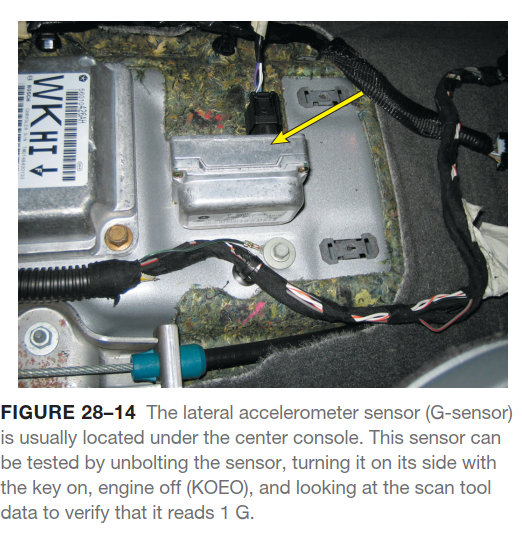 WKHI
FIGURE 28–14 The lateral accelerometer sensor (G-sensor)
is usually located under the center console. This sensor can
be tested by unbolting the sensor, turning it on its side with
the key on, engine off (KOEO), and looking at the scan tool
data to verify that it reads 1 G.